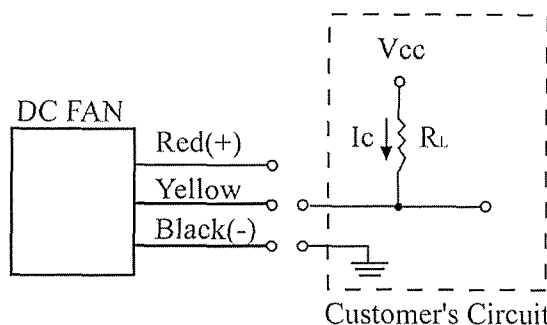 Vcc
DC FAN
Red(+)
Ic
RL
Yellow
Black(-)
Customer's Circuit